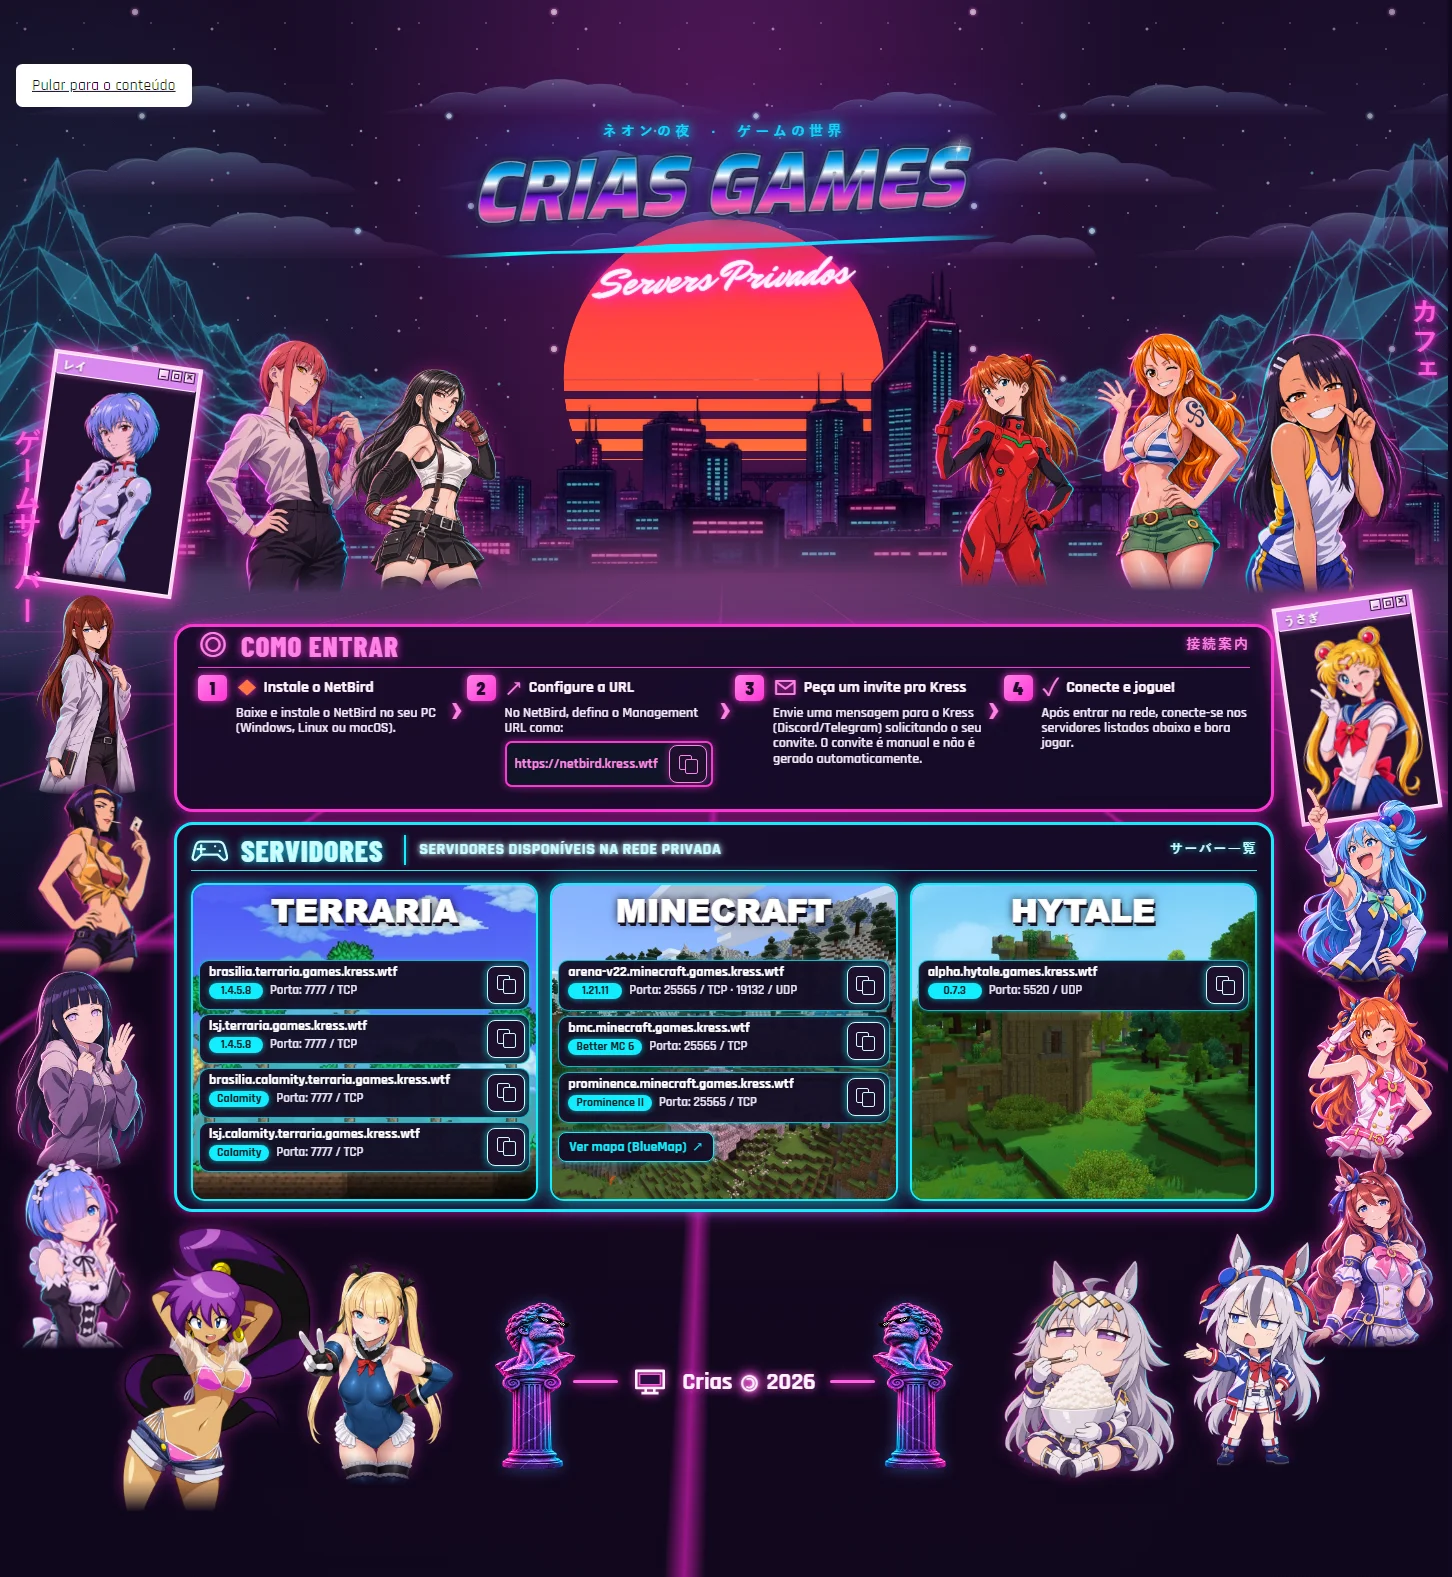 Pular para o conteúdo
ネオンの夜 · ゲームの世界
CRIAS GAMES
Servers Privados
カフェ
レイ
ゲームサーバー
COMO ENTRAR
接続案内
うさぎ
1 Instale o NetBird
Baixe e instale o NetBird no seu PC
(Windows, Linux ou macOS).
2 Configure a URL
No NetBird, defina o Management
URL como:
https://netbird.kress.wtf
3 Peça um invite pro Kress
Envie uma mensagem para o Kress
(Discord/Telegram) solicitando o seu
convite. O convite é manual e não é
gerado automaticamente.
4 Conecte e jogue!
Após entrar na rede, conecte-se nos
servidores listados abaixo e bora
jogar.
SERVIDORES
SERVIDORES DISPONÍVEIS NA REDE PRIVADA
サーバー一覧
TERRARIA
brasilia.terraria.games.kress.wtf
1.4.5.8 Porta: 7777 / TCP
lsj.terraria.games.kress.wtf
1.4.5.8 Porta: 7777 / TCP
brasilia.calamity.terraria.games.kress.wtf
Calamity Porta: 7777 / TCP
lsj.calamity.terraria.games.kress.wtf
Calamity Porta: 7777 / TCP
MINECRAFT
arena-v22.minecraft.games.kress.wtf
1.21.11 Porta: 25565 / TCP · 19132 / UDP
bmc.minecraft.games.kress.wtf
Better MC 6 Porta: 25565 / TCP
prominence.minecraft.games.kress.wtf
Prominence II Porta: 25565 / TCP
Ver mapa (BlueMap) ↗
HYTALE
alpha.hytale.games.kress.wtf
0.7.3 Porta: 5520 / UDP
Crias 2026